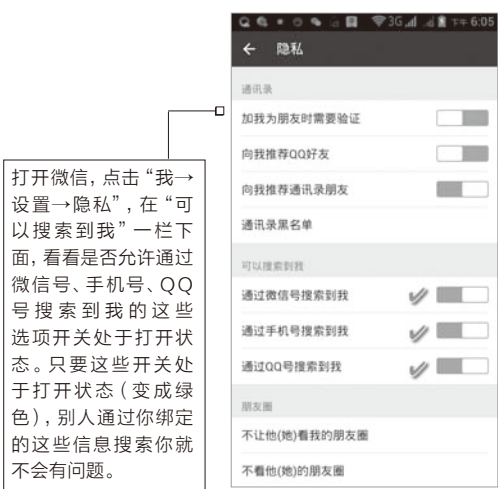 打开微信，点击“我→
设置→隐私”，在“可
以搜索到我”一栏下
面，看看是否允许通过
微信号、手机号、QQ
号搜索到我的这些
选项开关处于打开状
态。只要这些开关处
于打开状态（变成绿
色），别人通过你绑定
的这些信息搜索你就
不会有问题。
3G 下午 6:05
隐私
通讯录
加我为朋友时需要验证
向我推荐QQ好友
向我推荐通讯录朋友
通讯录黑名单
可以搜索到我
通过微信号搜索到我
通过手机号搜索到我
通过QQ号搜索到我
朋友圈
不让他(她)看我的朋友圈
不看他(她)的朋友圈